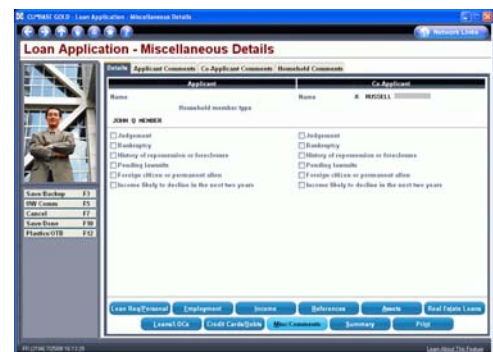 CU*BASE GOLD - Loan Application - Miscellaneous Details
Network Links
Loan Application - Miscellaneous Details
Details Applicant Comments Co-Applicant Comments Household Comments
Applicant Co-Applicant
Name Name X RUSSELL
Household member type
JOHN Q MEMBER
Judgement Judgement
Bankruptcy Bankruptcy
History of repossession or foreclosure History of repossession or foreclosure
Pending lawsuits Pending lawsuits
Foreign citizen or permanent alien Foreign citizen or permanent alien
Income likely to decline in the next two years Income likely to decline in the next two years
Save/Backup F3
UW Comm F5
Cancel F7
Save/Done F10
Plastics/OTB F12
Loan Req/Personal Employment Income References Assets Real Estate Loans
Loans/LOCs Credit Cards/Debts Misc/Comments Summary Print
Learn About This Feature